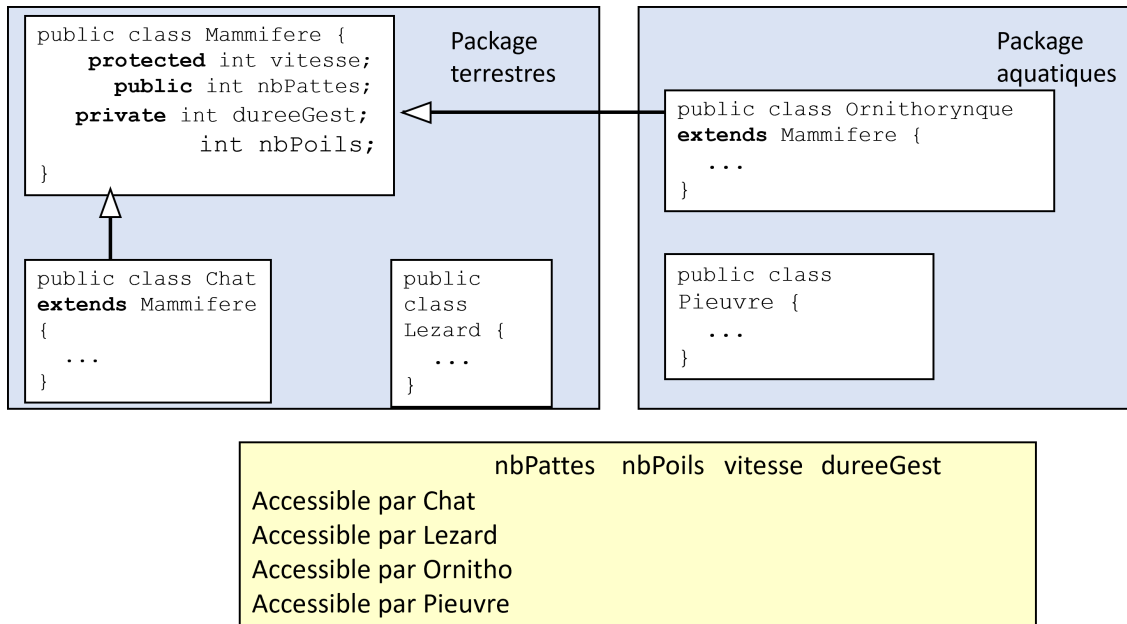 public class Mammifere {
protected int vitesse;
public int nbPattes;
private int dureeGest;
int nbPoils;
}
Package
terrestres
public class Chat
extends Mammifere
{
...
}
public
class
Lezard {
...
}
Package
aquatiques
public class Ornithorynque
extends Mammifere {
...
}
public class
Pieuvre {
...
}
nbPattes nbPoils vitesse dureeGest
Accessible par Chat
Accessible par Lezard
Accessible par Ornitho
Accessible par Pieuvre